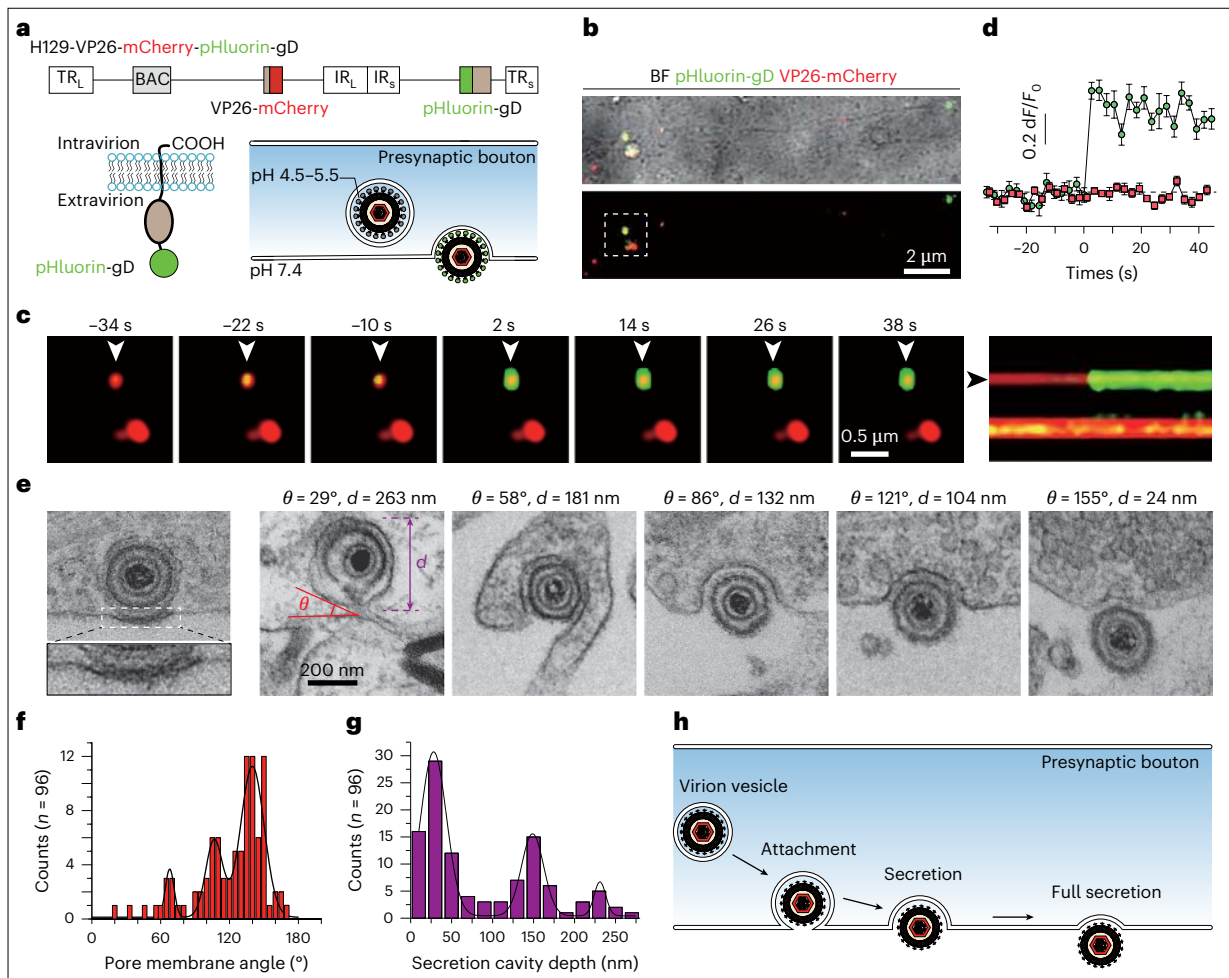 a
H129-VP26-mCherry-pHluorin-gD
TRL BAC IRL IRS TRS
VP26-mCherry pHluorin-gD
Intravirion COOH
Extravirion
pHluorin-gD
Presynaptic bouton
pH 4.5–5.5
pH 7.4
b
BF pHluorin-gD VP26-mCherry
2 µm
d
0.2 dF/F0
−20 0 20 40
Times (s)
c
−34 s −22 s −10 s 2 s 14 s 26 s 38 s
0.5 µm
e
θ = 29°, d = 263 nm θ = 58°, d = 181 nm θ = 86°, d = 132 nm θ = 121°, d = 104 nm θ = 155°, d = 24 nm
d
θ
200 nm
f
Counts (n = 96)
12
8
4
0
0 60 120 180
Pore membrane angle (°)
g
Counts (n = 96)
30
25
20
15
10
5
0
0 50 100 150 200 250
Secretion cavity depth (nm)
h
Presynaptic bouton
Virion vesicle
Attachment
Secretion
Full secretion